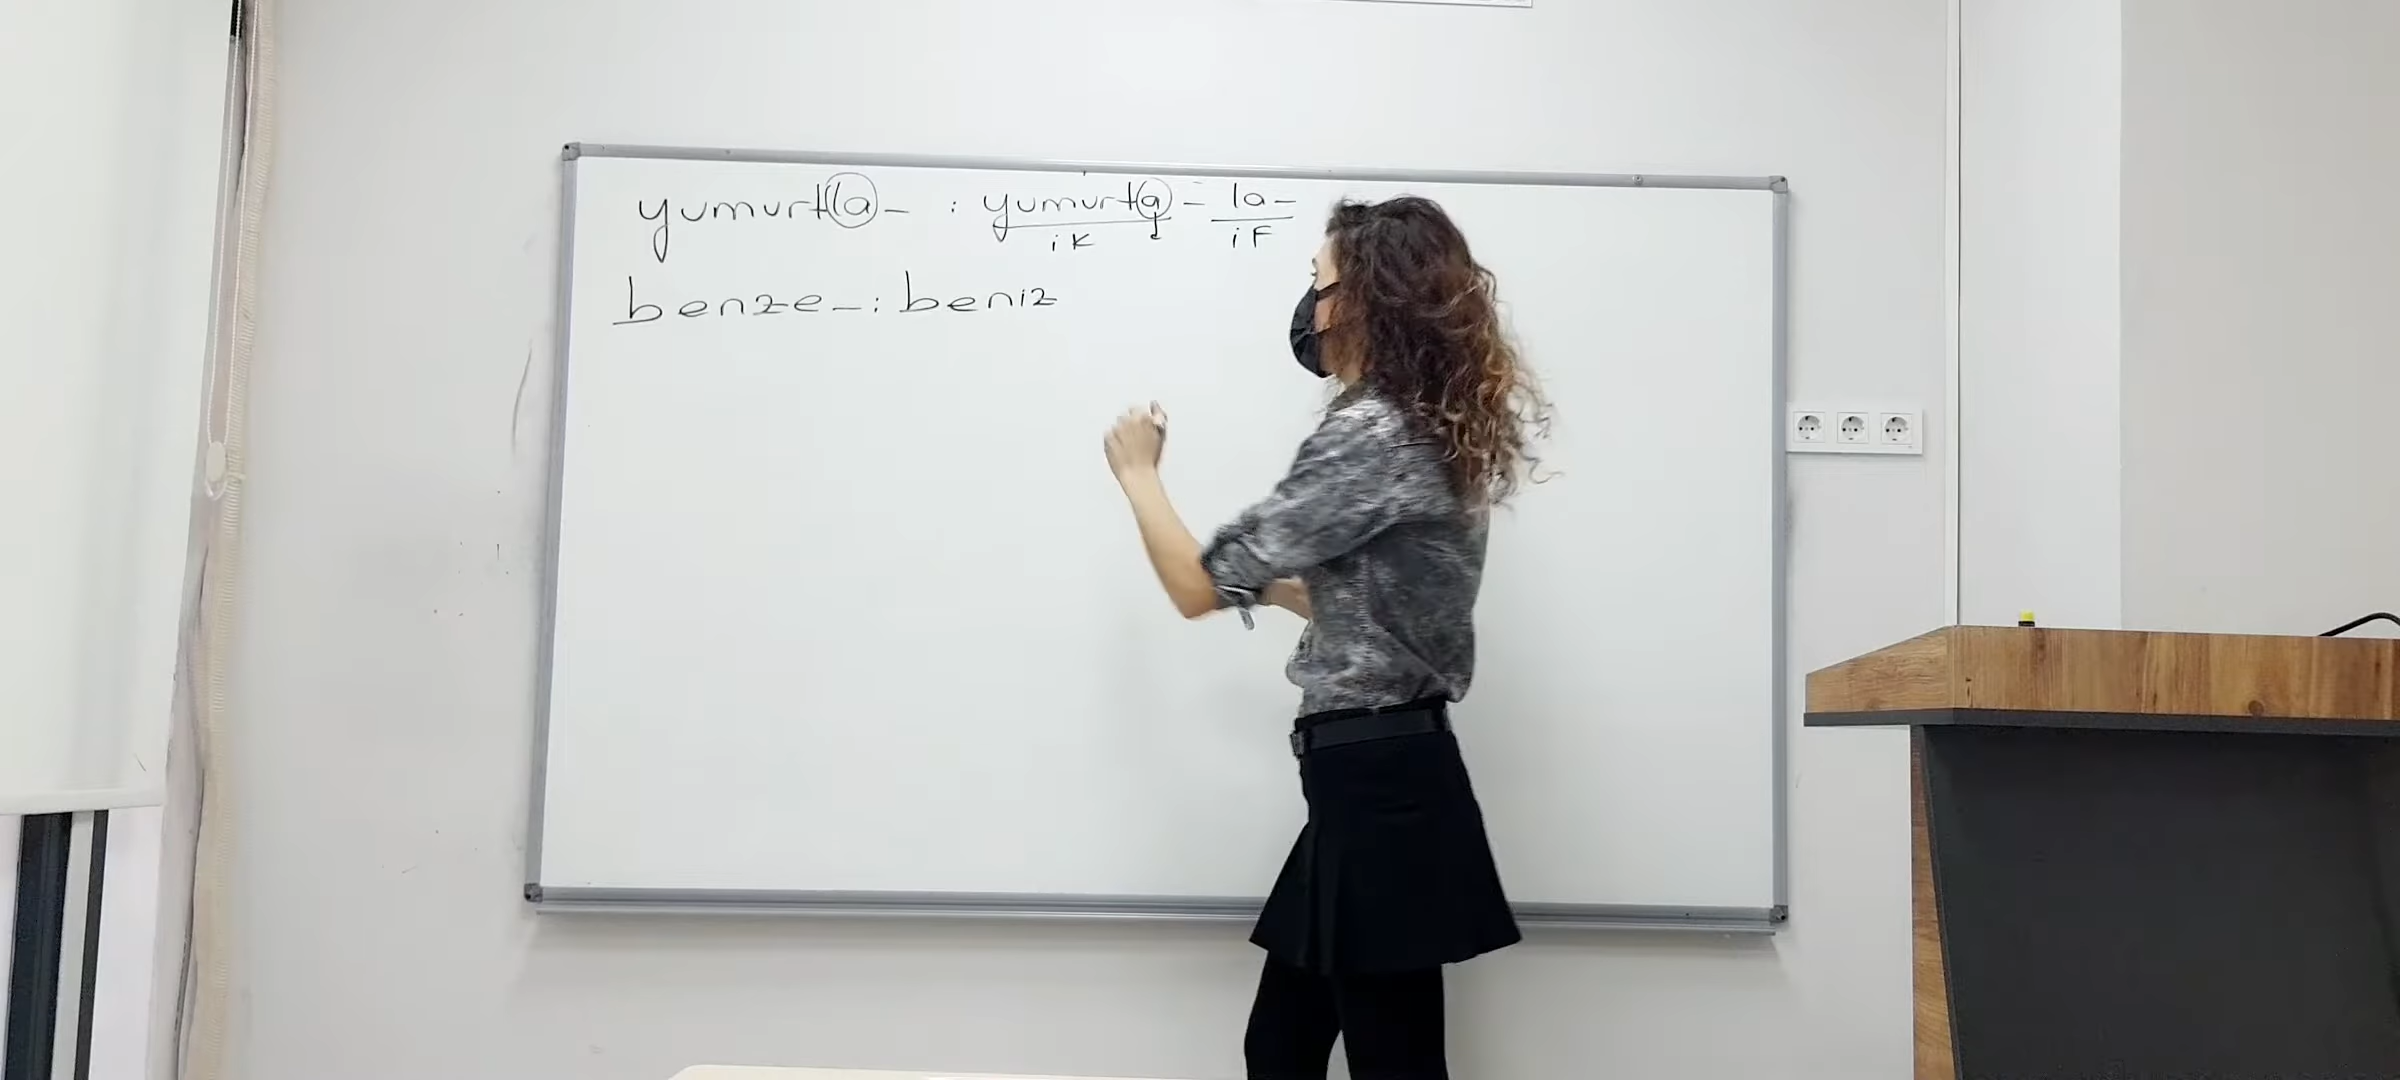 yumurtla- : yumurta - la-
iK iF
benze- : beniz